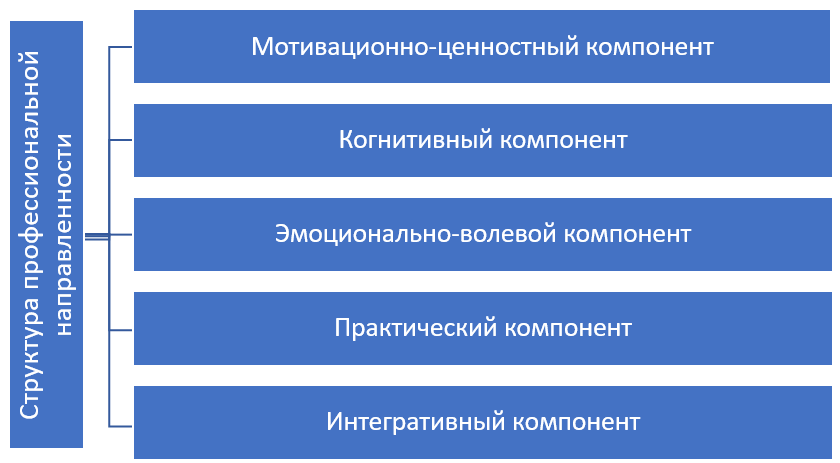 Структура профессиональной
направленности
Мотивационно-ценностный компонент
Когнитивный компонент
Эмоционально-волевой компонент
Практический компонент
Интегративный компонент